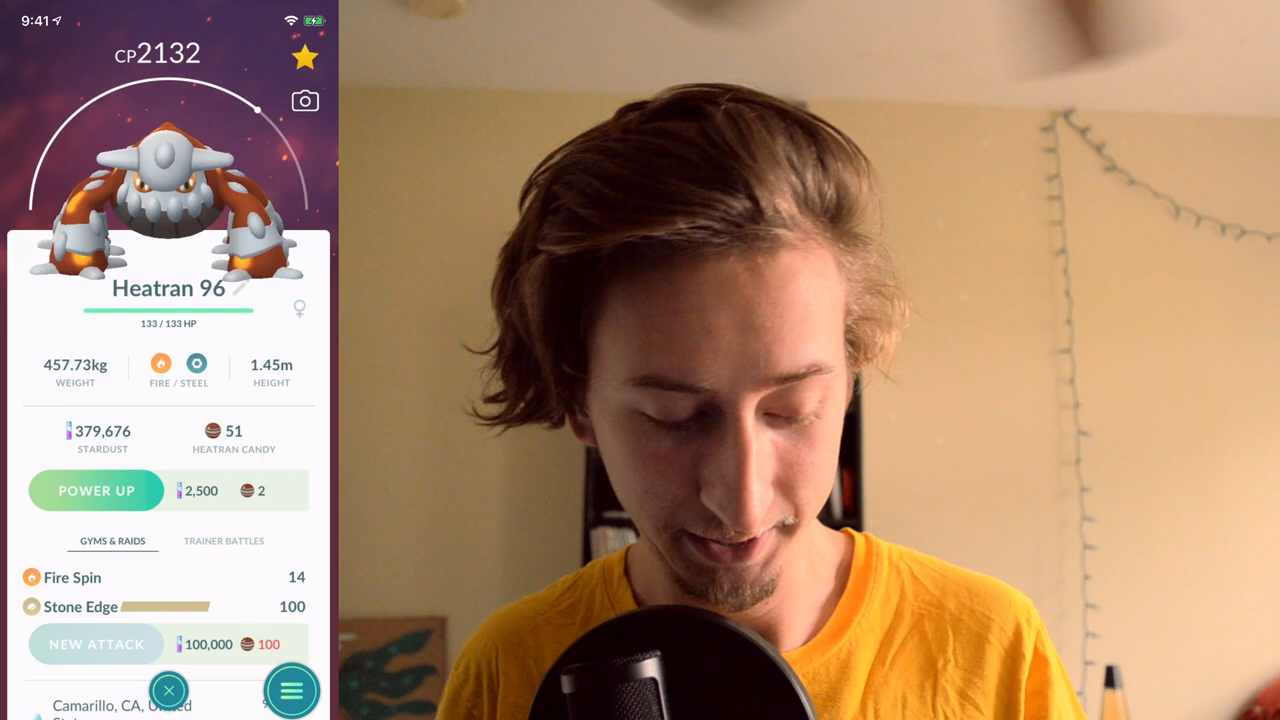 9:41
CP2132
Heatran 96
133 / 133 HP
457.73kg
WEIGHT
FIRE / STEEL
1.45m
HEIGHT
379,676
STARDUST
51
HEATRAN CANDY
POWER UP
2,500
2
GYMS & RAIDS
TRAINER BATTLES
Fire Spin
14
Stone Edge
100
NEW ATTACK
100,000
100
Camarillo, CA, United